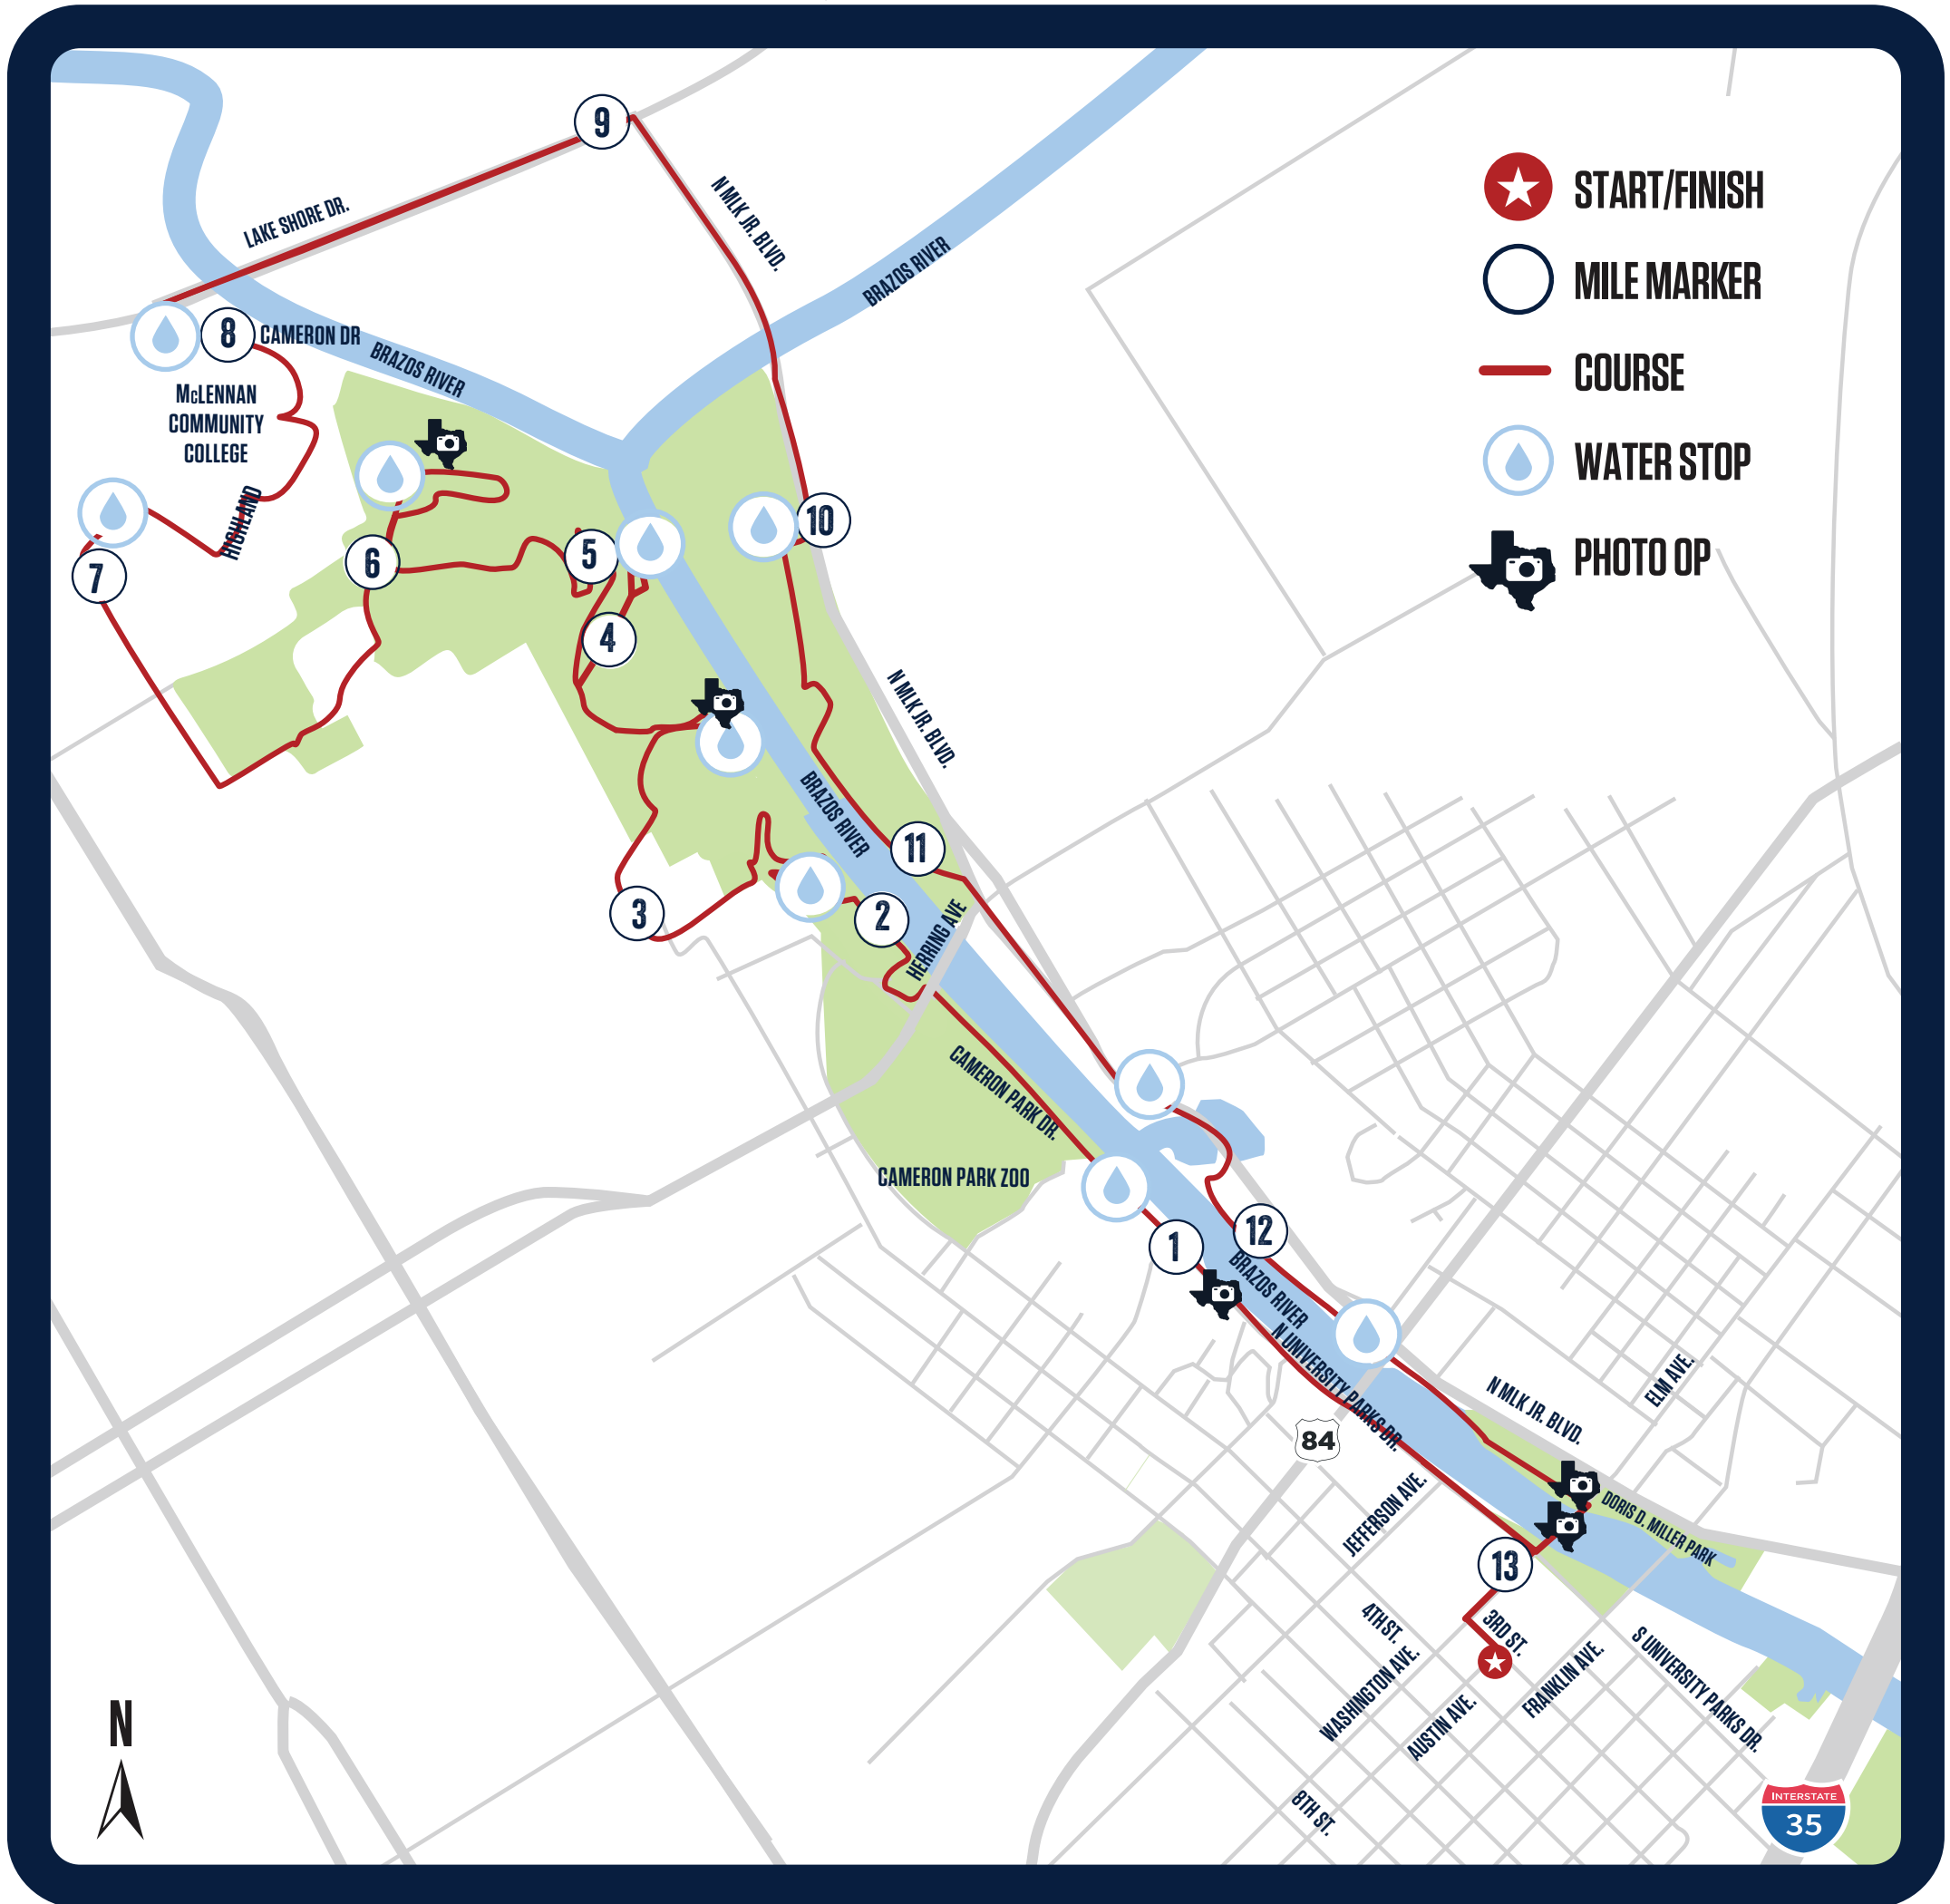 START/FINISH
MILE MARKER
COURSE
WATER STOP
PHOTO OP
9
LAKE SHORE DR.
N MLK JR. BLVD.
BRAZOS RIVER
8
CAMERON DR
BRAZOS RIVER
McLENNAN
COMMUNITY
COLLEGE
HIGHLAND
7
6
5
10
4
N MLK JR. BLVD.
BRAZOS RIVER
11
3
2
HERRING AVE
CAMERON PARK DR.
CAMERON PARK ZOO
1
12
BRAZOS RIVER
N UNIVERSITY PARKS DR.
84
N MLK JR. BLVD.
ELM AVE.
JEFFERSON AVE.
DORIS D. MILLER PARK
13
3RD ST.
4TH ST.
WASHINGTON AVE.
AUSTIN AVE.
FRANKLIN AVE.
S UNIVERSITY PARKS DR.
8TH ST.
INTERSTATE
35
N